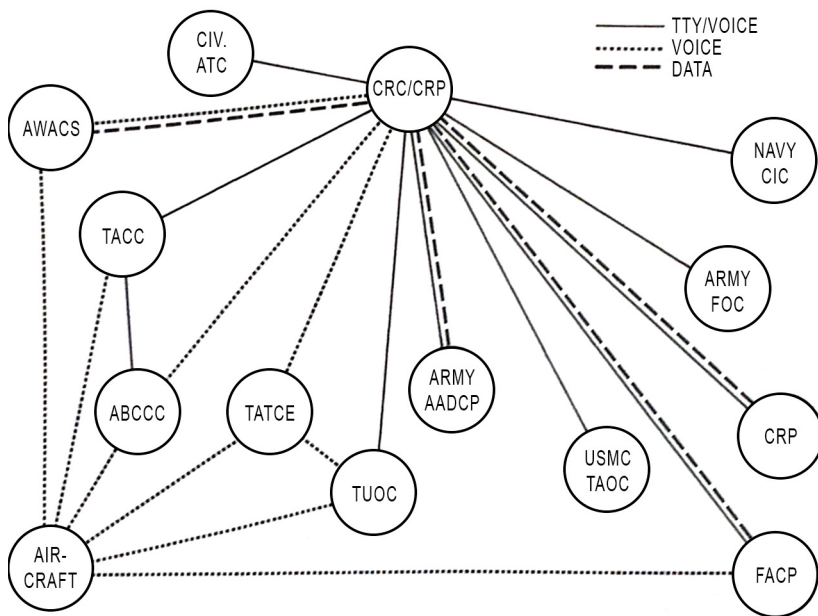 CIV.
ATC
TTY/VOICE
VOICE
DATA
CRC/CRP
AWACS
NAVY
CIC
TACC
ARMY
FOC
ARMY
AADCP
ABCCC
TATCE
CRP
USMC
TAOC
TUOC
AIR-
CRAFT
FACP